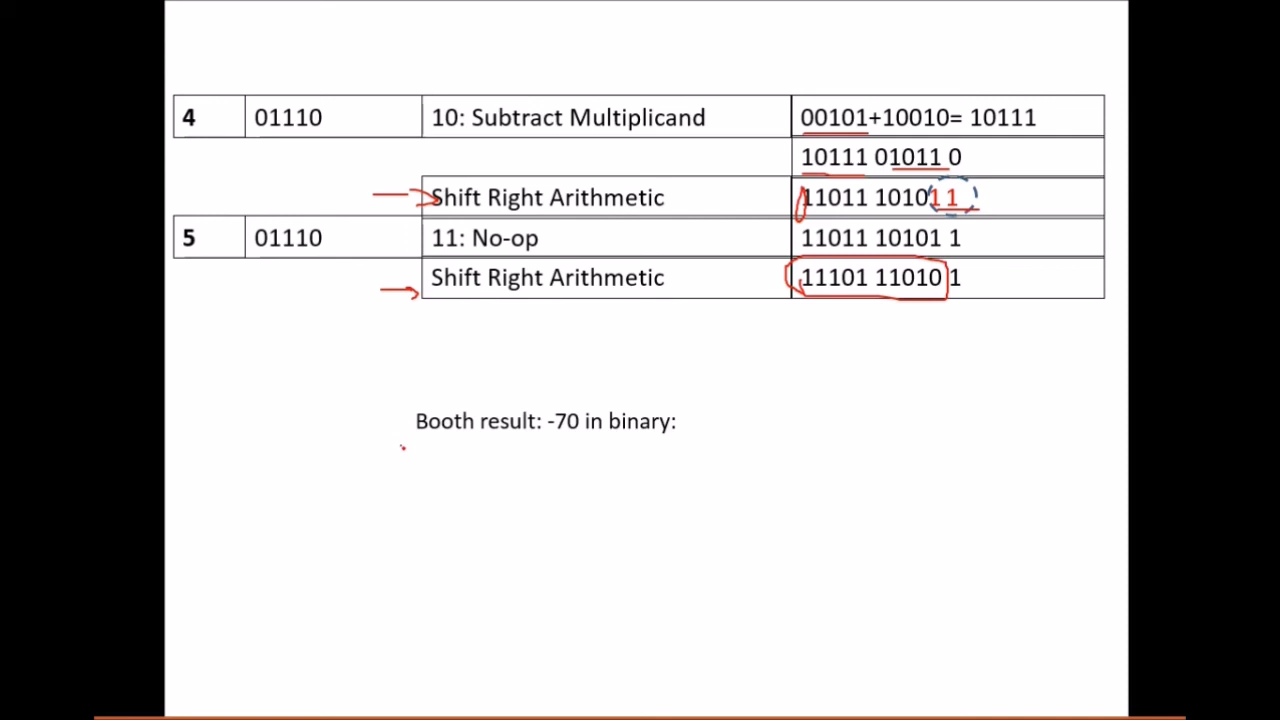 4 01110 10: Subtract Multiplicand 00101+10010= 10111
10111 01011 0
Shift Right Arithmetic 11011 10101 1
5 01110 11: No-op 11011 10101 1
Shift Right Arithmetic 11101 11010 1
Booth result: -70 in binary: